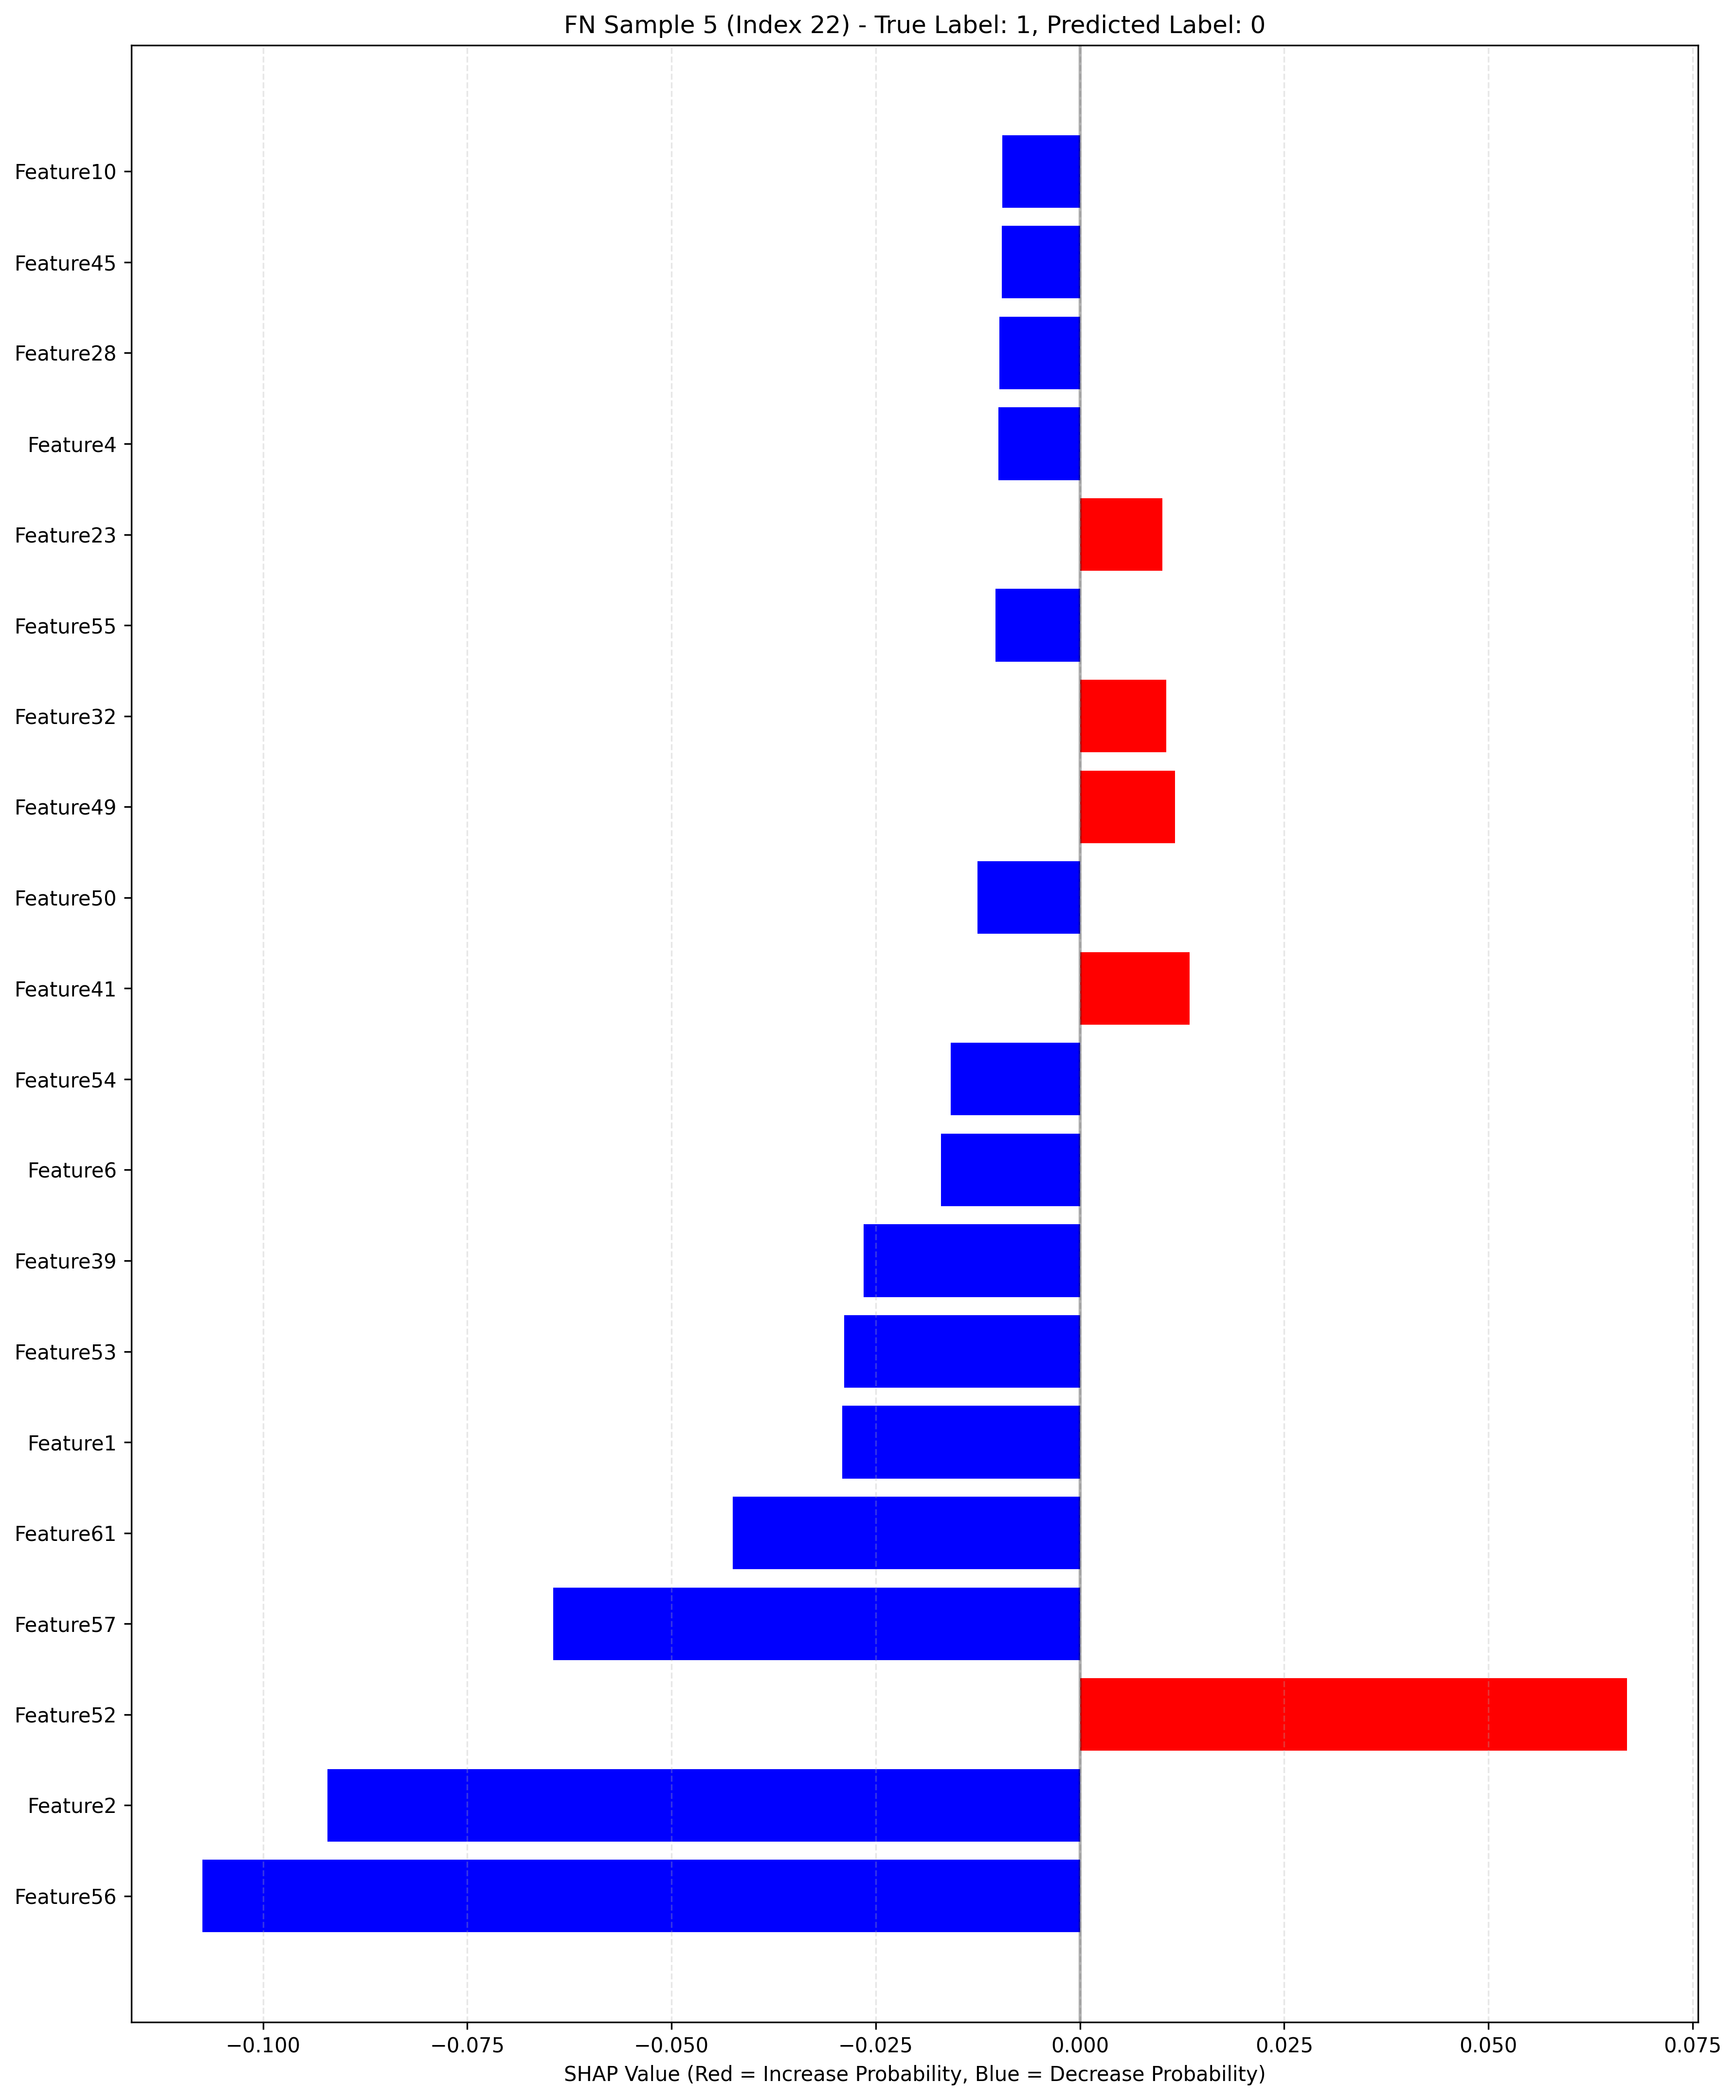 FN Sample 5 (Index 22) - True Label: 1, Predicted Label: 0
Feature10
Feature45
Feature28
Feature4
Feature23
Feature55
Feature32
Feature49
Feature50
Feature41
Feature54
Feature6
Feature39
Feature53
Feature1
Feature61
Feature57
Feature52
Feature2
Feature56
−0.100 −0.075 −0.050 −0.025 0.000 0.025 0.050 0.075
SHAP Value (Red = Increase Probability, Blue = Decrease Probability)